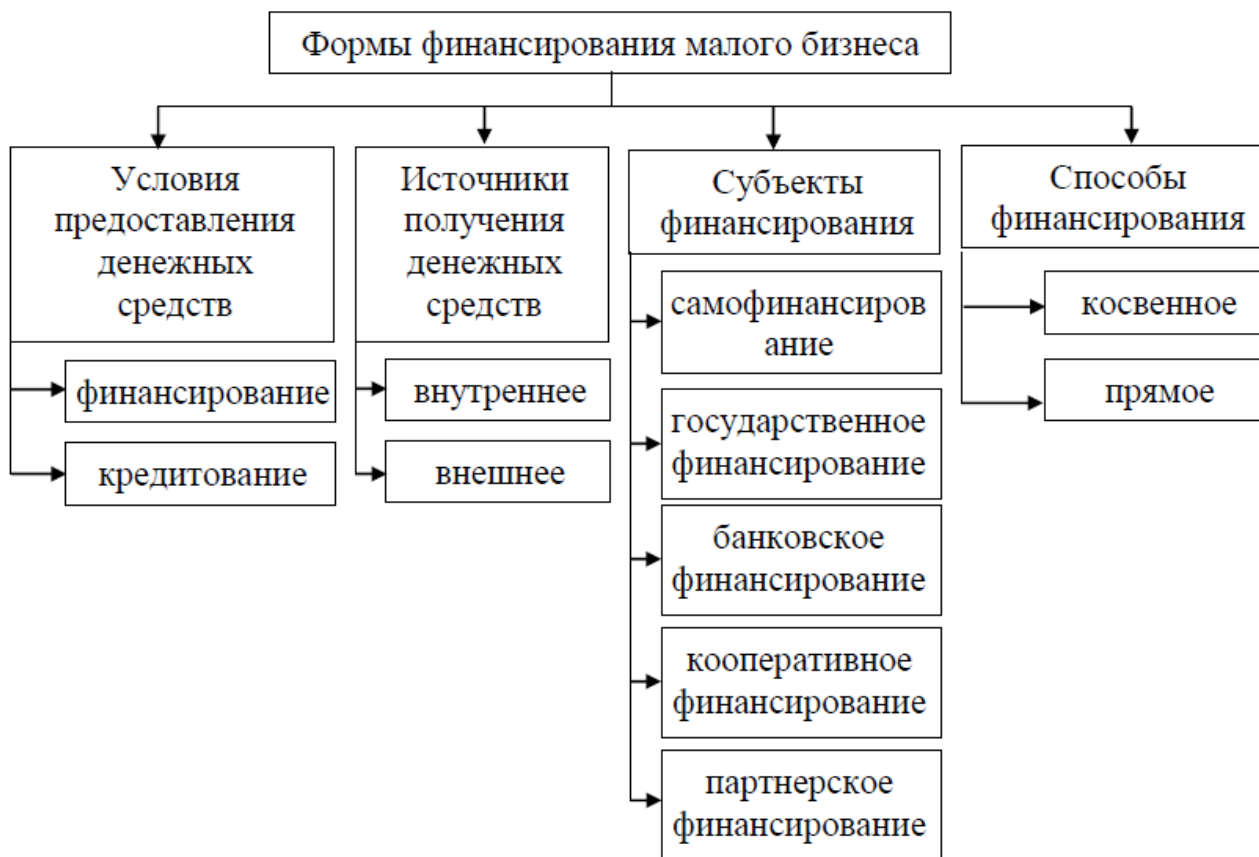 Формы финансирования малого бизнеса
Условия
предоставления
денежных
средств
финансирование
кредитование
Источники
получения
денежных
средств
внутреннее
внешнее
Субъекты
финансирования
самофинансиров
ание
государственное
финансирование
банковское
финансирование
кооперативное
финансирование
партнерское
финансирование
Способы
финансирования
косвенное
прямое